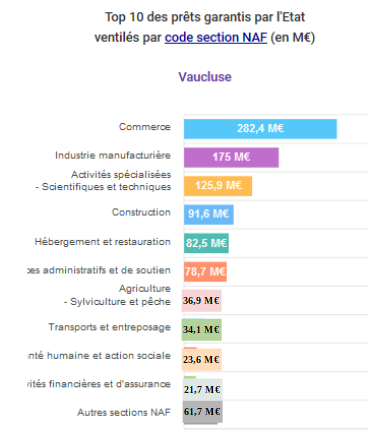 Top 10 des prêts garantis par l'Etat
ventilés par code section NAF (en M€)
Vaucluse
Commerce 282,4 M€
Industrie manufacturière 175 M€
Activités spécialisées
- Scientifiques et techniques 125,9 M€
Construction 91,6 M€
Hébergement et restauration 82,5 M€
administratifs et de soutien 78,7 M€
Agriculture
- Sylviculture et pêche 36,9 M€
Transports et entreposage 34,1 M€
humaine et action sociale 23,6 M€
financières et d'assurance 21,7 M€
Autres sections NAF 61,7 M€